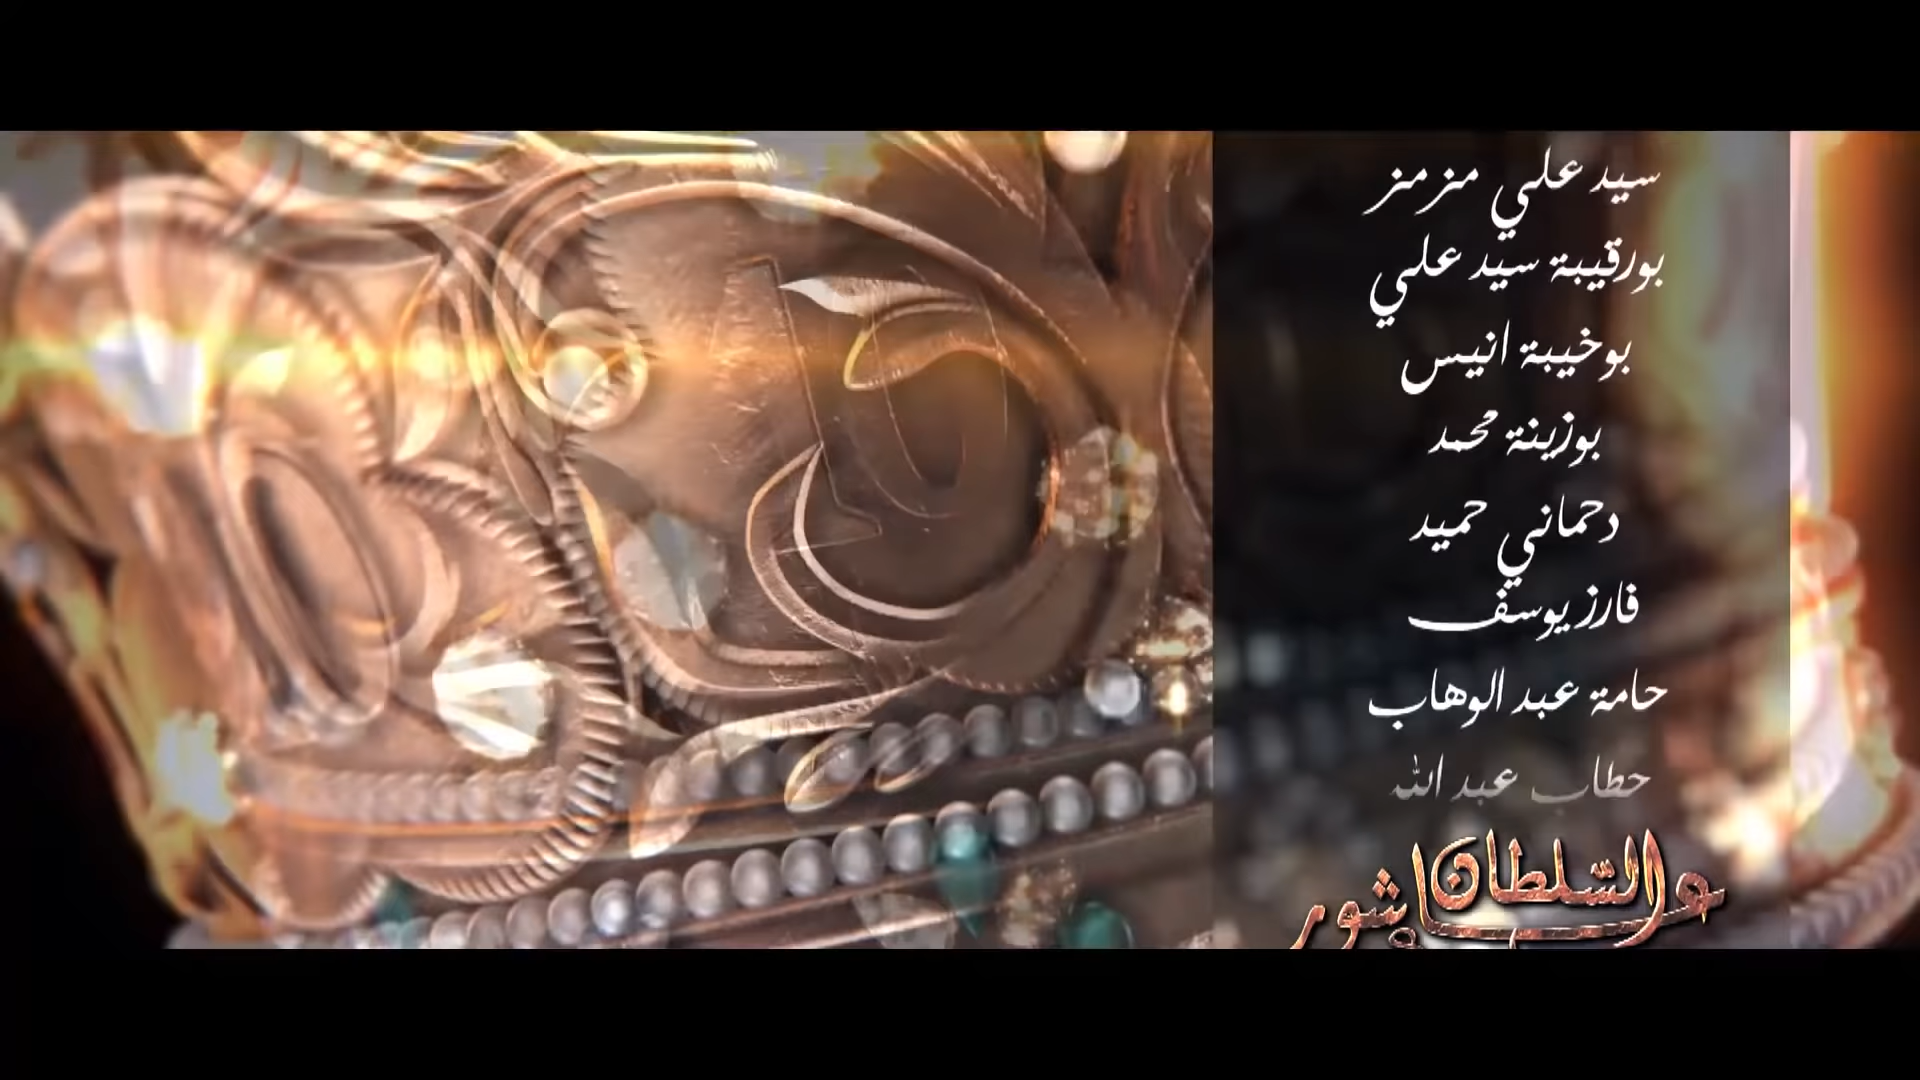 سيد علي مزمز
بورقيبة سيد علي
بوخيبة انيس
بوزينة محمد
دحماني حميد
فارز يوسف
حامة عبد الوهاب
حطاب عبد الله
السلطان عاشور
10